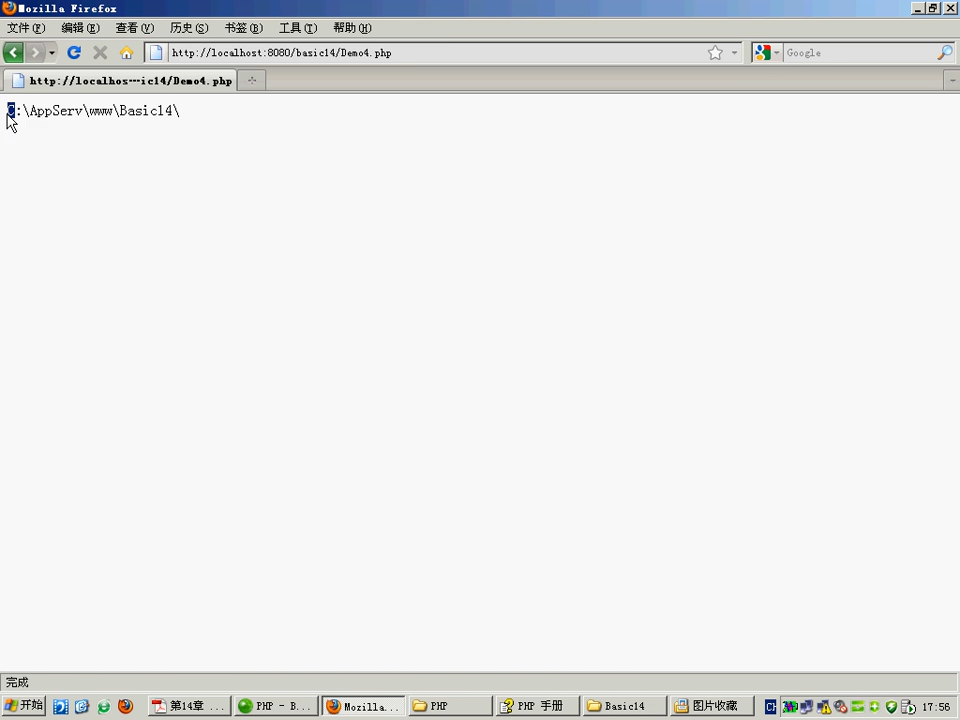 Mozilla Firefox
文件(F) 编辑(E) 查看(V) 历史(S) 书签(B) 工具(T) 帮助(H)
http://localhost:8080/basic14/Demo4.php
Google
http://localhos···ic14/Demo4.php
C:\AppServ\www\Basic14\
完成
开始
第14章 ...
PHP - B...
Mozilla...
PHP
PHP 手册
Basic14
图片收藏
CH
17:56